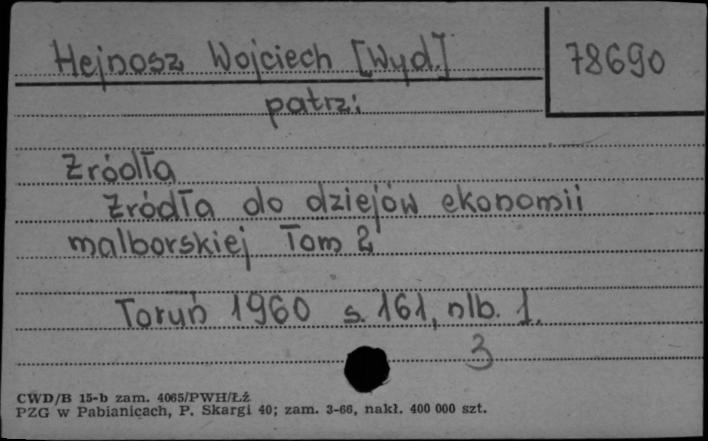 Hejnosz Wojciech [Wyd.] 78690
patrz:
Źródła
Źródła do dziejów ekonomii
malborskiej Tom 2
Toruń 1960 s. 161, nlb. 1.
3
CWD/B 15-b zam. 4065/PWH/Łź
PZG w Pabianicach, P. Skargi 40; zam. 3-66, nakł. 400 000 szt.